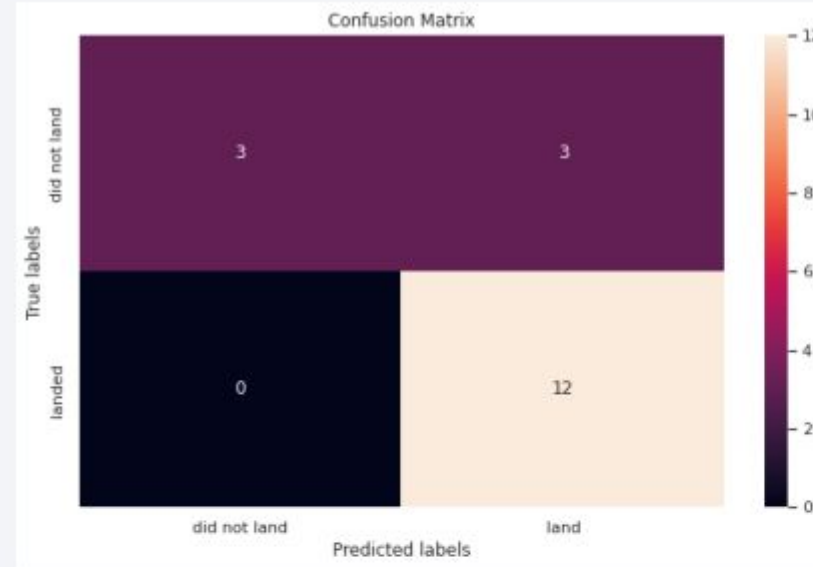 Confusion Matrix
True labels
did not land
landed
3
3
0
12
did not land
land
Predicted labels
8
6
4
2
0